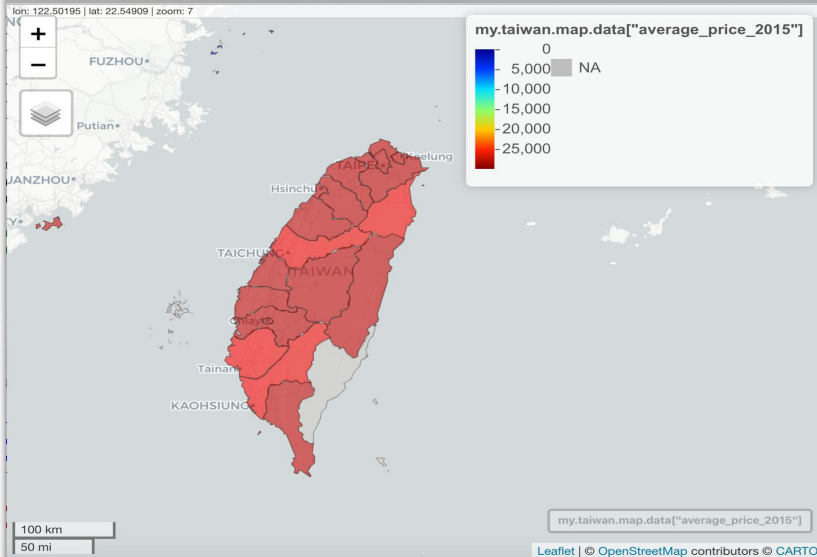 lon: 122.50195 | lat: 22.54909 | zoom: 7
+
−
my.taiwan.map.data["average_price_2015"]
0
5,000
NA
10,000
15,000
20,000
25,000
FUZHOU
Putian
JANZHOU
Keelung
TAIPEI
Hsinchu
TAICHUNG
TAIWAN
Chiayi
Tainan
KAOHSIUNG
my.taiwan.map.data["average_price_2015"]
100 km
50 mi
Leaflet | © OpenStreetMap contributors © CARTO